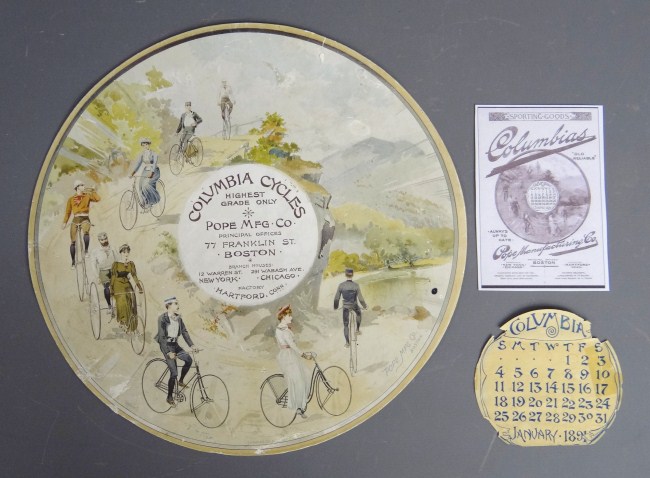 COLUMBIA CYCLES
HIGHEST
GRADE ONLY
POPE MFG. CO.
PRINCIPAL OFFICES
77 FRANKLIN ST.
BOSTON
BRANCH HOUSES
12 WARREN ST. 291 WABASH AVE.
NEW YORK. CHICAGO.
FACTORY
HARTFORD, CONN.
SPORTING GOODS
Columbias
"OLD
RELIABLE"
"ALWAYS
UP TO
DATE"
Pope Manufacturing Co.
BOSTON
COLUMBIA
S. M. T. W. T. F. S.
1 2 3
4 5 6 7 8 9 10
11 12 13 14 15 16 17
18 19 20 21 22 23 24
25 26 27 28 29 30 31
JANUARY